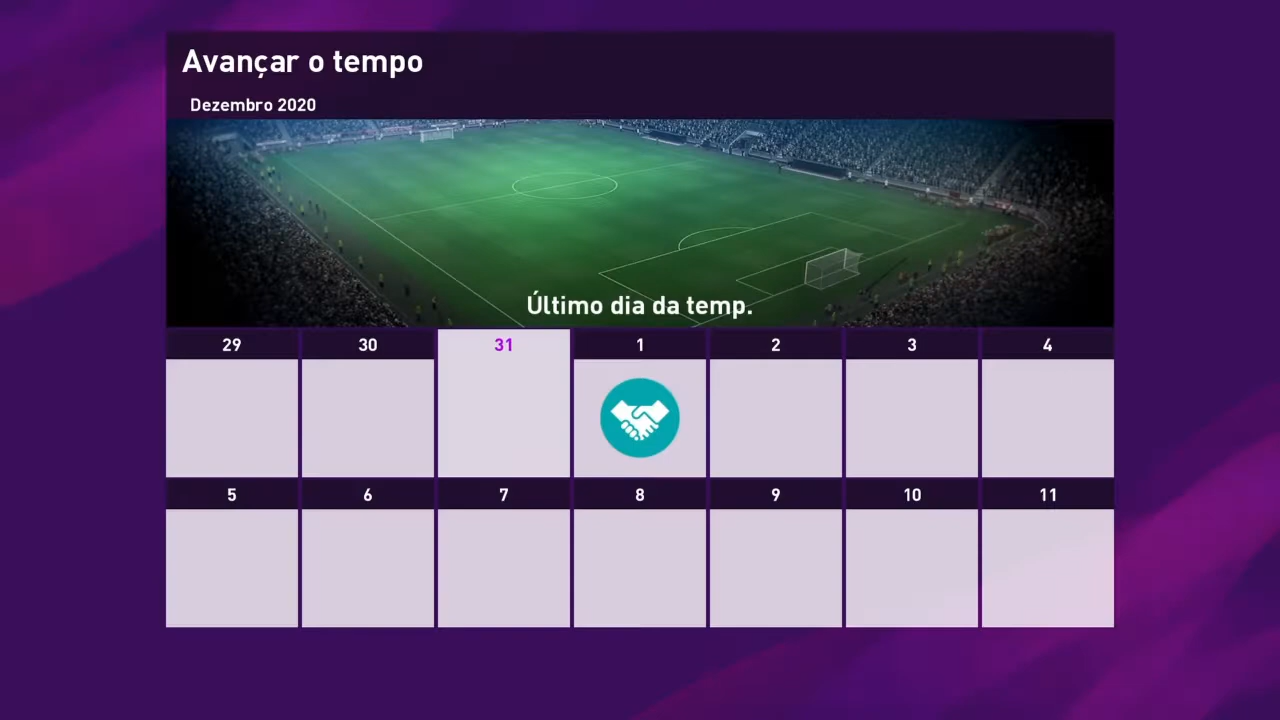 Avançar o tempo
Dezembro 2020
Último dia da temp.
29 30 31 1 2 3 4
5 6 7 8 9 10 11